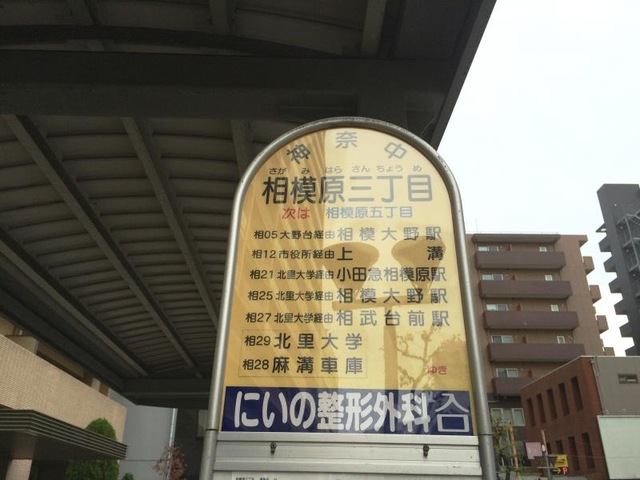 神奈中
さがみはらさんちょうめ
相模原三丁目
次は 相模原五丁目
相05 大野台経由 相模大野駅
相12 市役所経由 上溝
相21 北里大学経由 小田急相模原駅
相25 北里大学経由 相模大野駅
相27 北里大学経由 相武台前駅
相29 北里大学
相28 麻溝車庫 ゆき
にいの整形外科